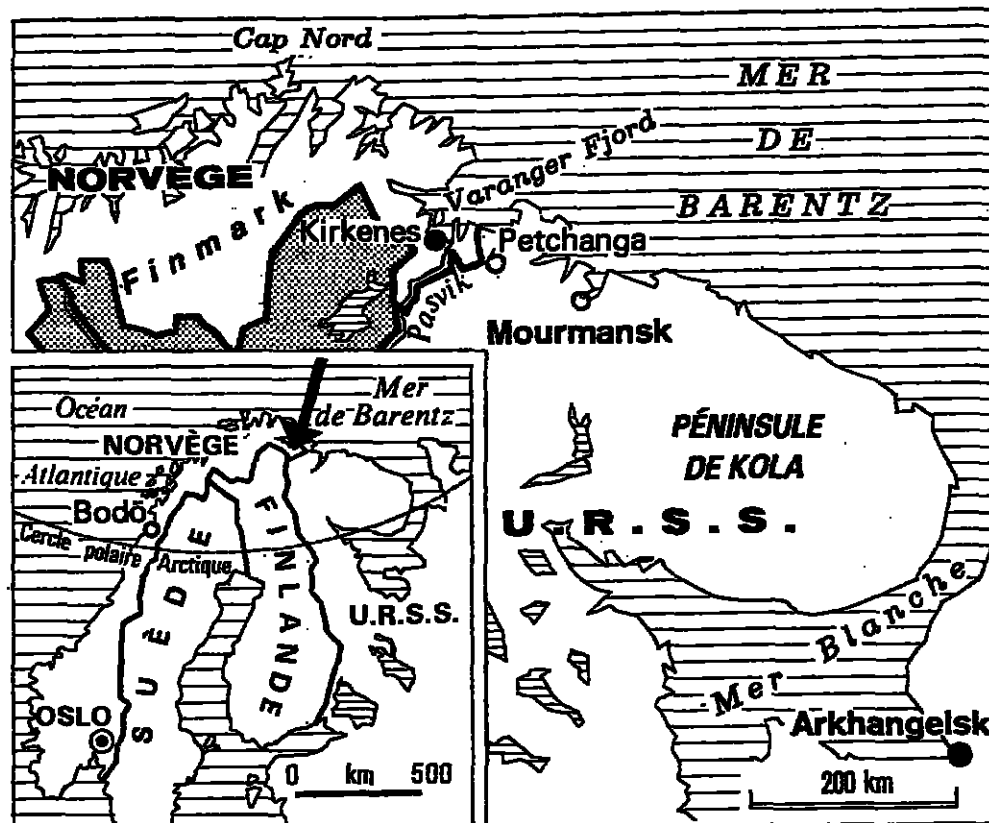 Cap Nord
MER
DE
BARENTZ
NORVÈGE
Varanger Fjord
Finmark
Kirkenes
Petchanga
Pasvik
Mourmansk
PÉNINSULE
DE KOLA
U.R.S.S.
Mer Blanche
Arkhangelsk
200 km
Océan
Atlantique
Mer
de Barentz
NORVÈGE
Bodö
Cercle polaire Arctique
SUÈDE
FINLANDE
U.R.S.S.
OSLO
0 km 500